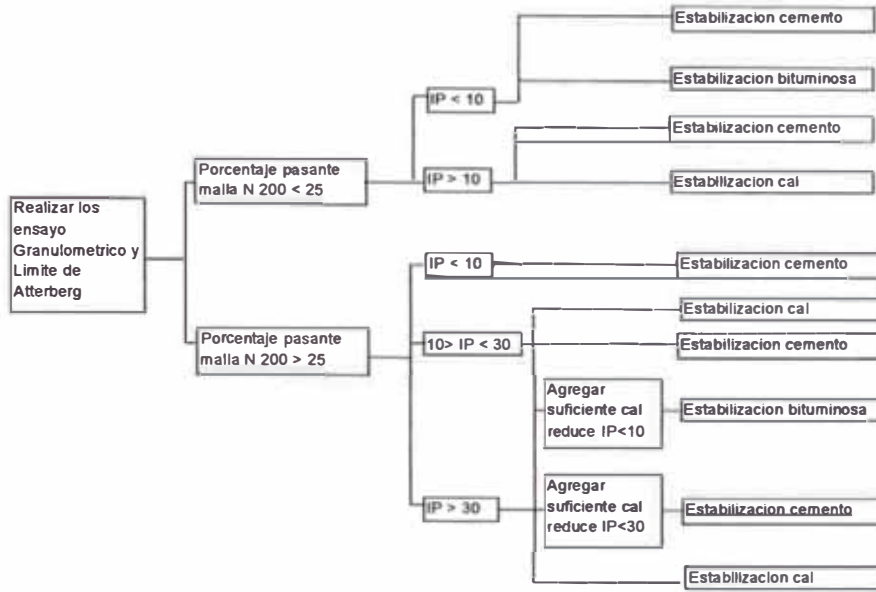 Realizar los
ensayo
Granulometrico y
Limite de
Atterberg
Porcentaje pasante
malla N 200 < 25
IP < 10
Estabilizacion cemento
Estabilizacion bituminosa
IP > 10
Estabilizacion cemento
Estabilizacion cal
Porcentaje pasante
malla N 200 > 25
IP < 10
Estabilizacion cemento
10> IP < 30
Estabilizacion cal
Estabilizacion cemento
Agregar
suficiente cal
reduce IP<10
Estabilizacion bituminosa
IP > 30
Agregar
suficiente cal
reduce IP<30
Estabilizacion cemento
Estabilizacion cal